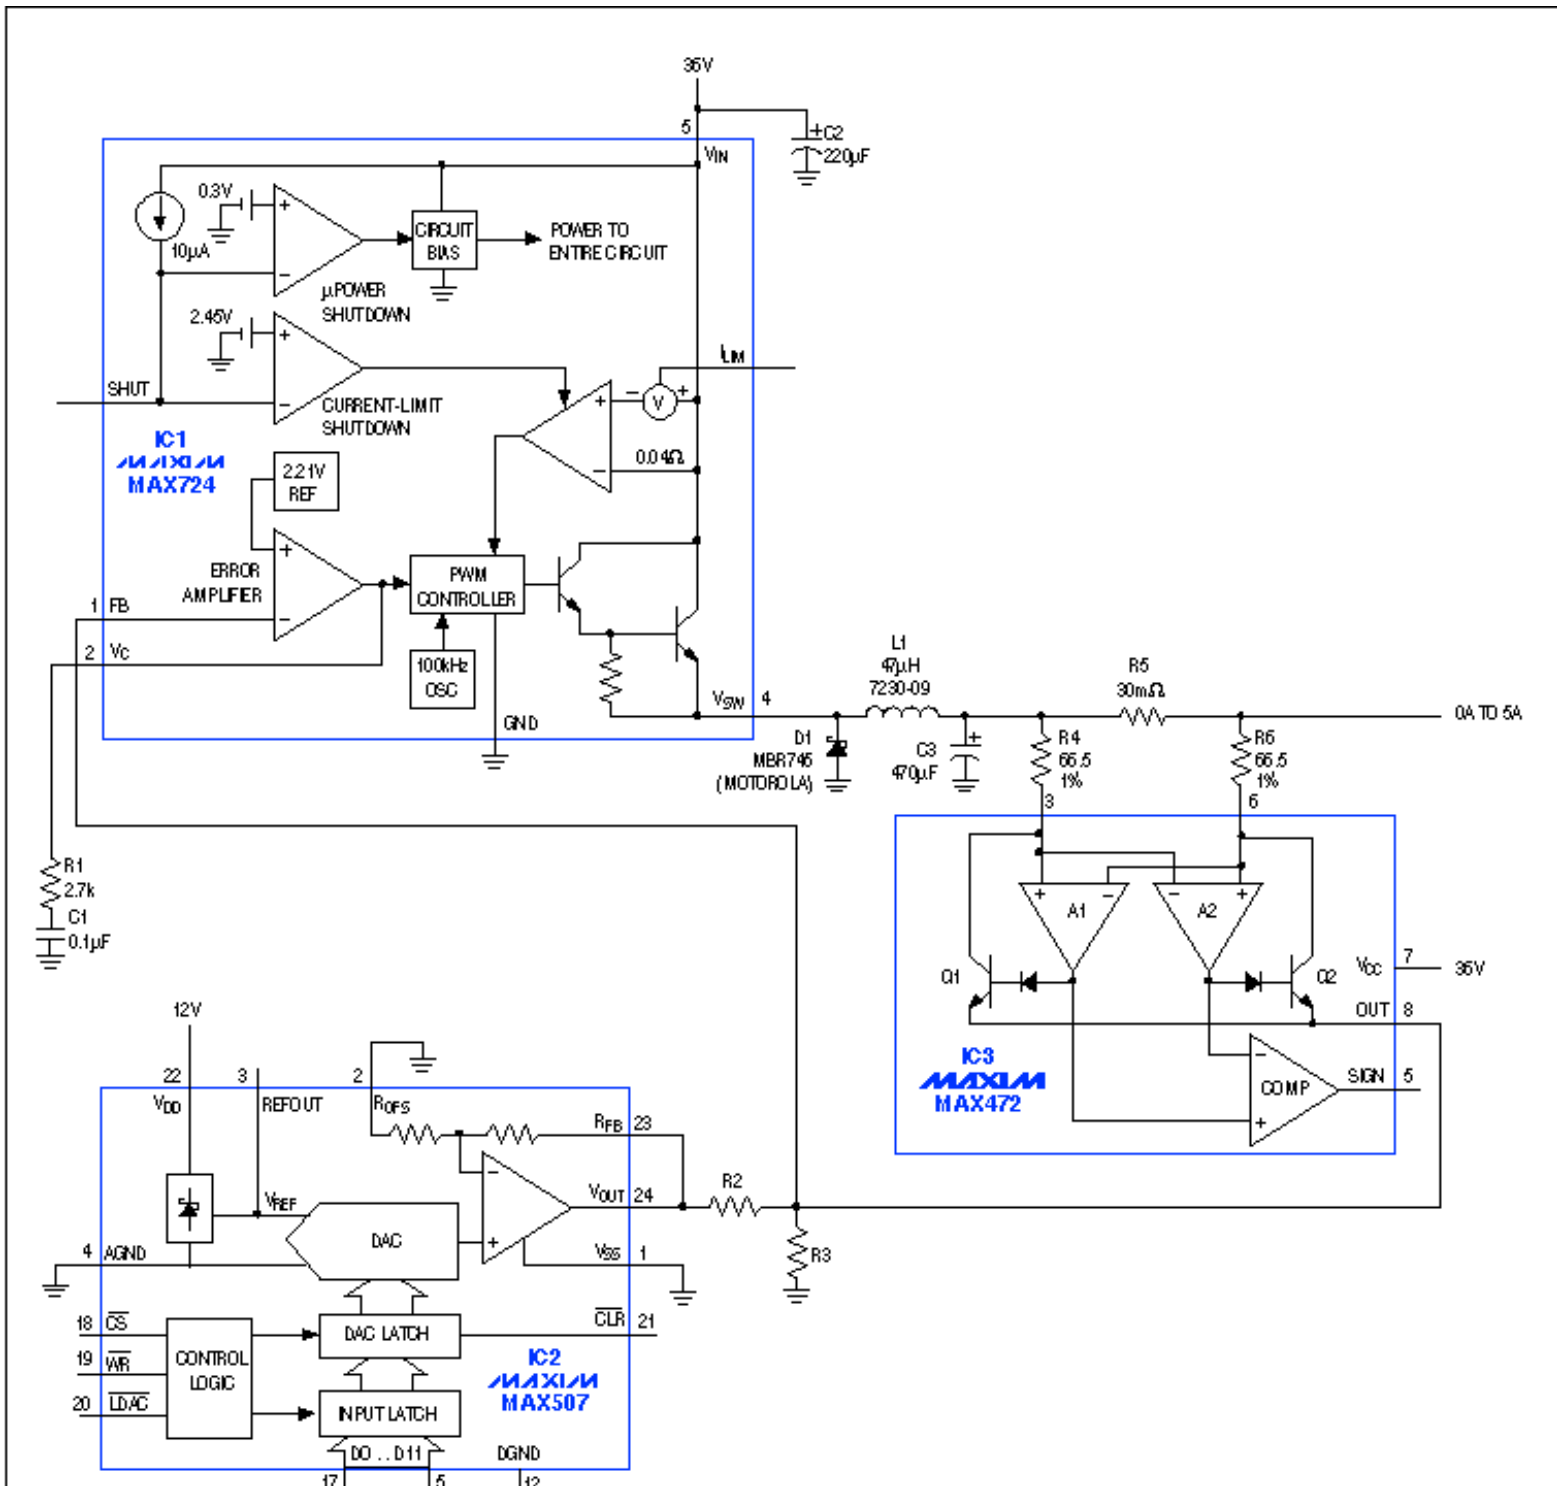 35V
5
VIN
+
C2
220µF
0.3V
+
10µA
−
CIRCUIT
BIAS
POWER TO
ENTIRE CIRCUIT
µPOWER
SHUTDOWN
2.45V
+
−
ILIM
SHUT
CURRENT-LIMIT
SHUTDOWN
+
−
V
+
−
0.04Ω
IC1
MAXIM
MAX724
2.21V
REF
ERROR
AMPLIFIER
+
−
PWM
CONTROLLER
1
FB
2
VC
100kHz
OSC
GND
VSW
4
L1
47µH
7230-09
R5
30mΩ
0A TO 5A
D1
MBR745
(MOTOROLA)
C3
470µF
+
R4
66.5
1%
R6
66.5
1%
3
6
R1
2.7k
C1
0.1µF
+
−
A1
−
+
A2
Q1
Q2
VCC
7
35V
OUT
8
IC3
MAXIM
MAX472
−
COMP
+
SIGN
5
12V
22
3
2
VDD
REFOUT
ROFS
RFB
23
VREF
DAC
−
+
VOUT
24
R2
R3
4
AGND
VSS
1
18
CS
19
WR
20
LDAC
CONTROL
LOGIC
DAC LATCH
CLR
21
INPUT LATCH
IC2
MAXIM
MAX507
D0 . . D11
DGND
17
5
12